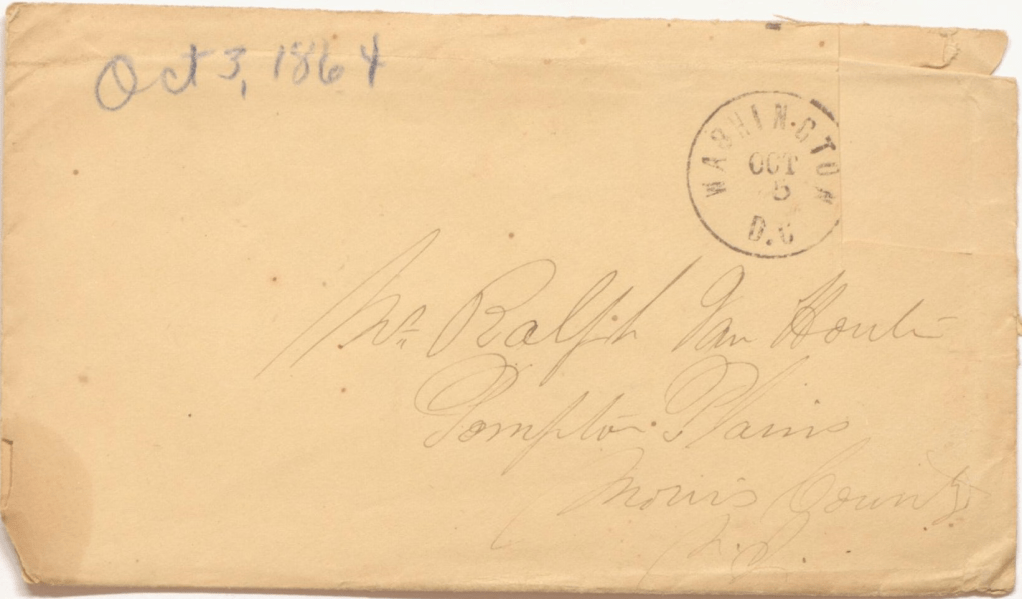 Oct 3, 1864
WASHINGTON
OCT
5
D.C
Mr. Ralph Van Houten
Pompton Plains
Morris County
N.J.